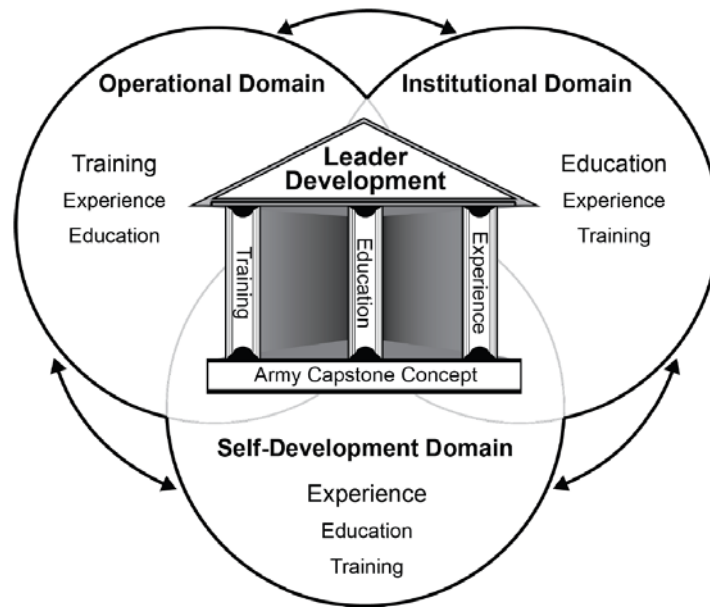 Operational Domain
Training
Experience
Education
Institutional Domain
Education
Experience
Training
Leader
Development
Training
Education
Experience
Army Capstone Concept
Self-Development Domain
Experience
Education
Training